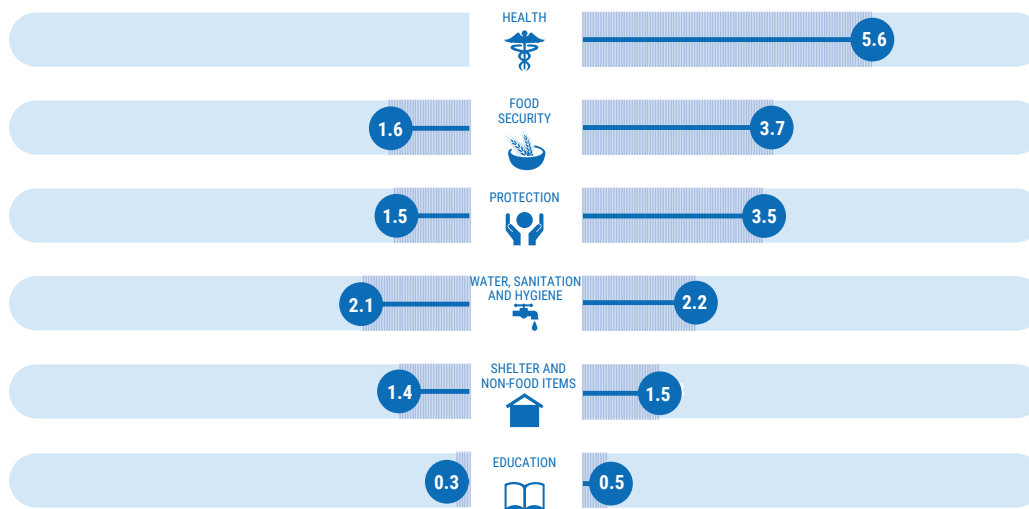 HEALTH
5.6
FOOD
SECURITY
1.6
3.7
PROTECTION
1.5
3.5
WATER, SANITATION
AND HYGIENE
2.1
2.2
SHELTER AND
NON-FOOD ITEMS
1.4
1.5
EDUCATION
0.3
0.5